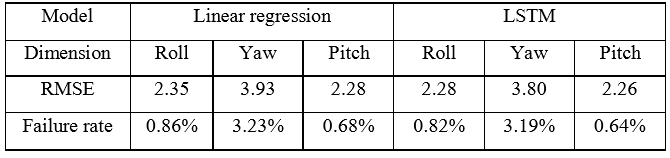 Model Linear regression LSTM
Dimension Roll Yaw Pitch Roll Yaw Pitch
RMSE 2.35 3.93 2.28 2.28 3.80 2.26
Failure rate 0.86% 3.23% 0.68% 0.82% 3.19% 0.64%